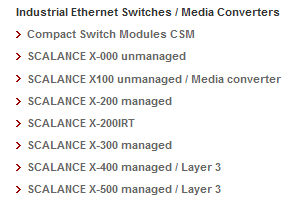 Industrial Ethernet Switches / Media Converters
Compact Switch Modules CSM
SCALANCE X-000 unmanaged
SCALANCE X100 unmanaged / Media converter
SCALANCE X-200 managed
SCALANCE X-200IRT
SCALANCE X-300 managed
SCALANCE X-400 managed / Layer 3
SCALANCE X-500 managed / Layer 3